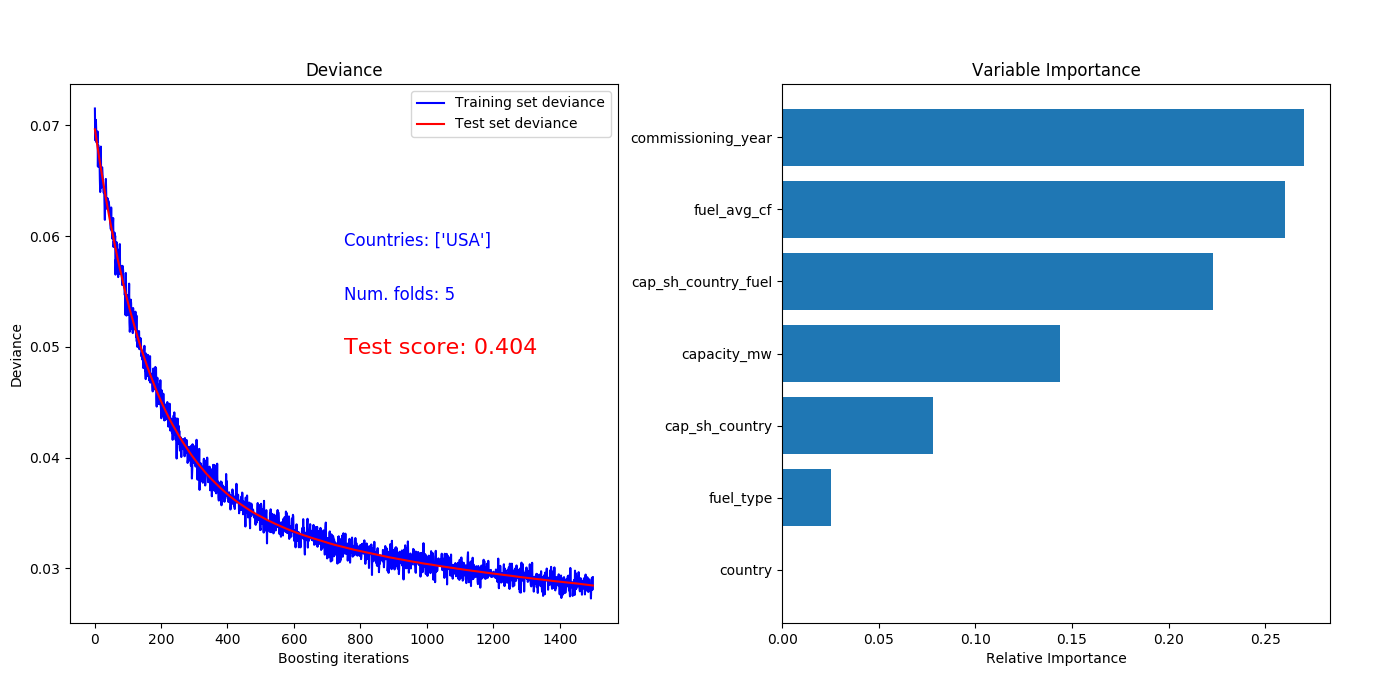 Deviance
Training set deviance
Test set deviance
0.07
0.06
0.05
0.04
0.03
Deviance
Countries: ['USA']
Num. folds: 5
Test score: 0.404
0 200 400 600 800 1000 1200 1400
Boosting iterations
Variable Importance
commissioning_year
fuel_avg_cf
cap_sh_country_fuel
capacity_mw
cap_sh_country
fuel_type
country
0.00 0.05 0.10 0.15 0.20 0.25
Relative Importance